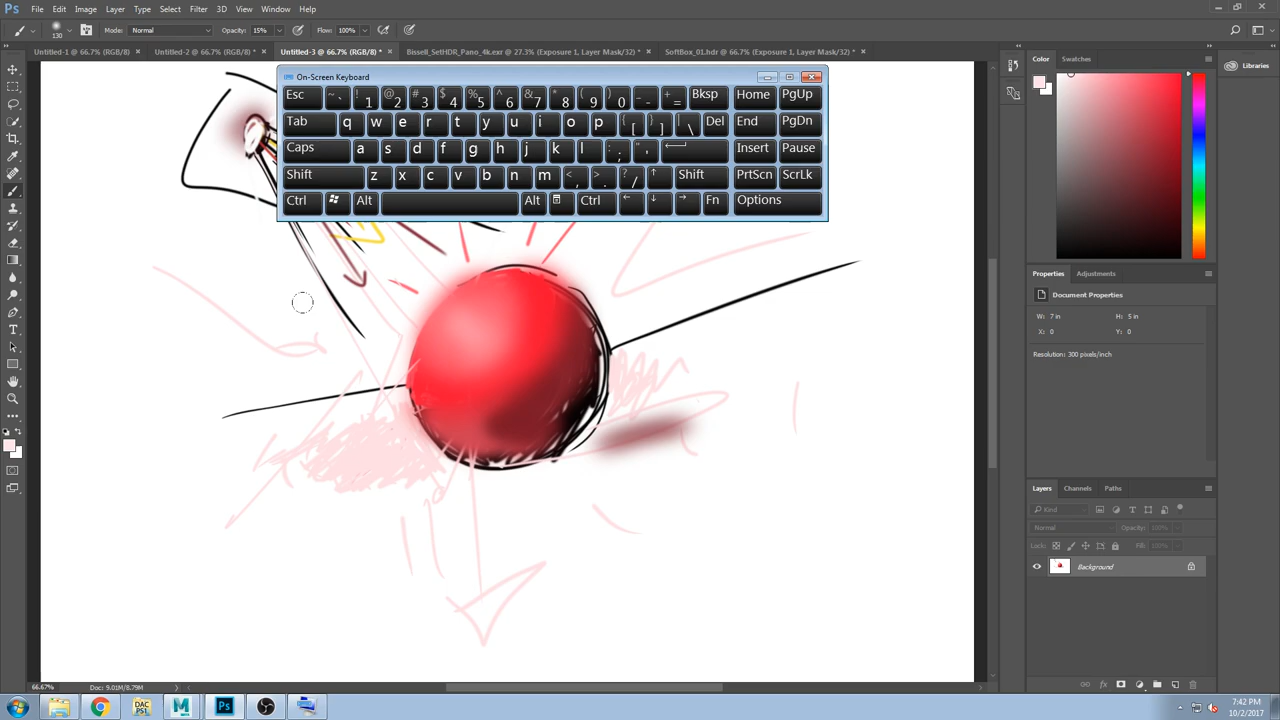 Ps File Edit Image Layer Type Select Filter 3D View Window Help
130 Mode: Normal Opacity: 15% Flow: 100%
Untitled-1 @ 66.7% (RGB/8) × Untitled-2 @ 66.7% (RGB/8) * × Untitled-3 @ 66.7% (RGB/8) * × Bissell_SetHDR_Pano_4k.exr @ 27.3% (Exposure 1, Layer Mask/32) * × SoftBox_01.hdr @ 66.7% (Exposure 1, Layer Mask/32) * ×
On-Screen Keyboard
Esc ~ ` ! 1 @ 2 # 3 $ 4 % 5 ^ 6 & 7 * 8 ( 9 ) 0 _ - + = Bksp Home PgUp
Tab q w e r t y u i o p { [ } ] | \ Del End PgDn
Caps a s d f g h j k l : ; " ' Insert Pause
Shift z x c v b n m < , > . ? / ↑ Shift PrtScn ScrLk
Ctrl Alt Alt Ctrl ← ↓ → Fn Options
Color Swatches
Libraries
Properties Adjustments
Document Properties
W: 7 in H: 5 in
X: 0 Y: 0
Resolution: 300 pixels/inch
Layers Channels Paths
Kind
Normal Opacity: 100%
Lock: Fill: 100%
Background
66.67% Doc: 9.01M/8.79M
DAC PS1 M Ps
7:42 PM
10/2/2017